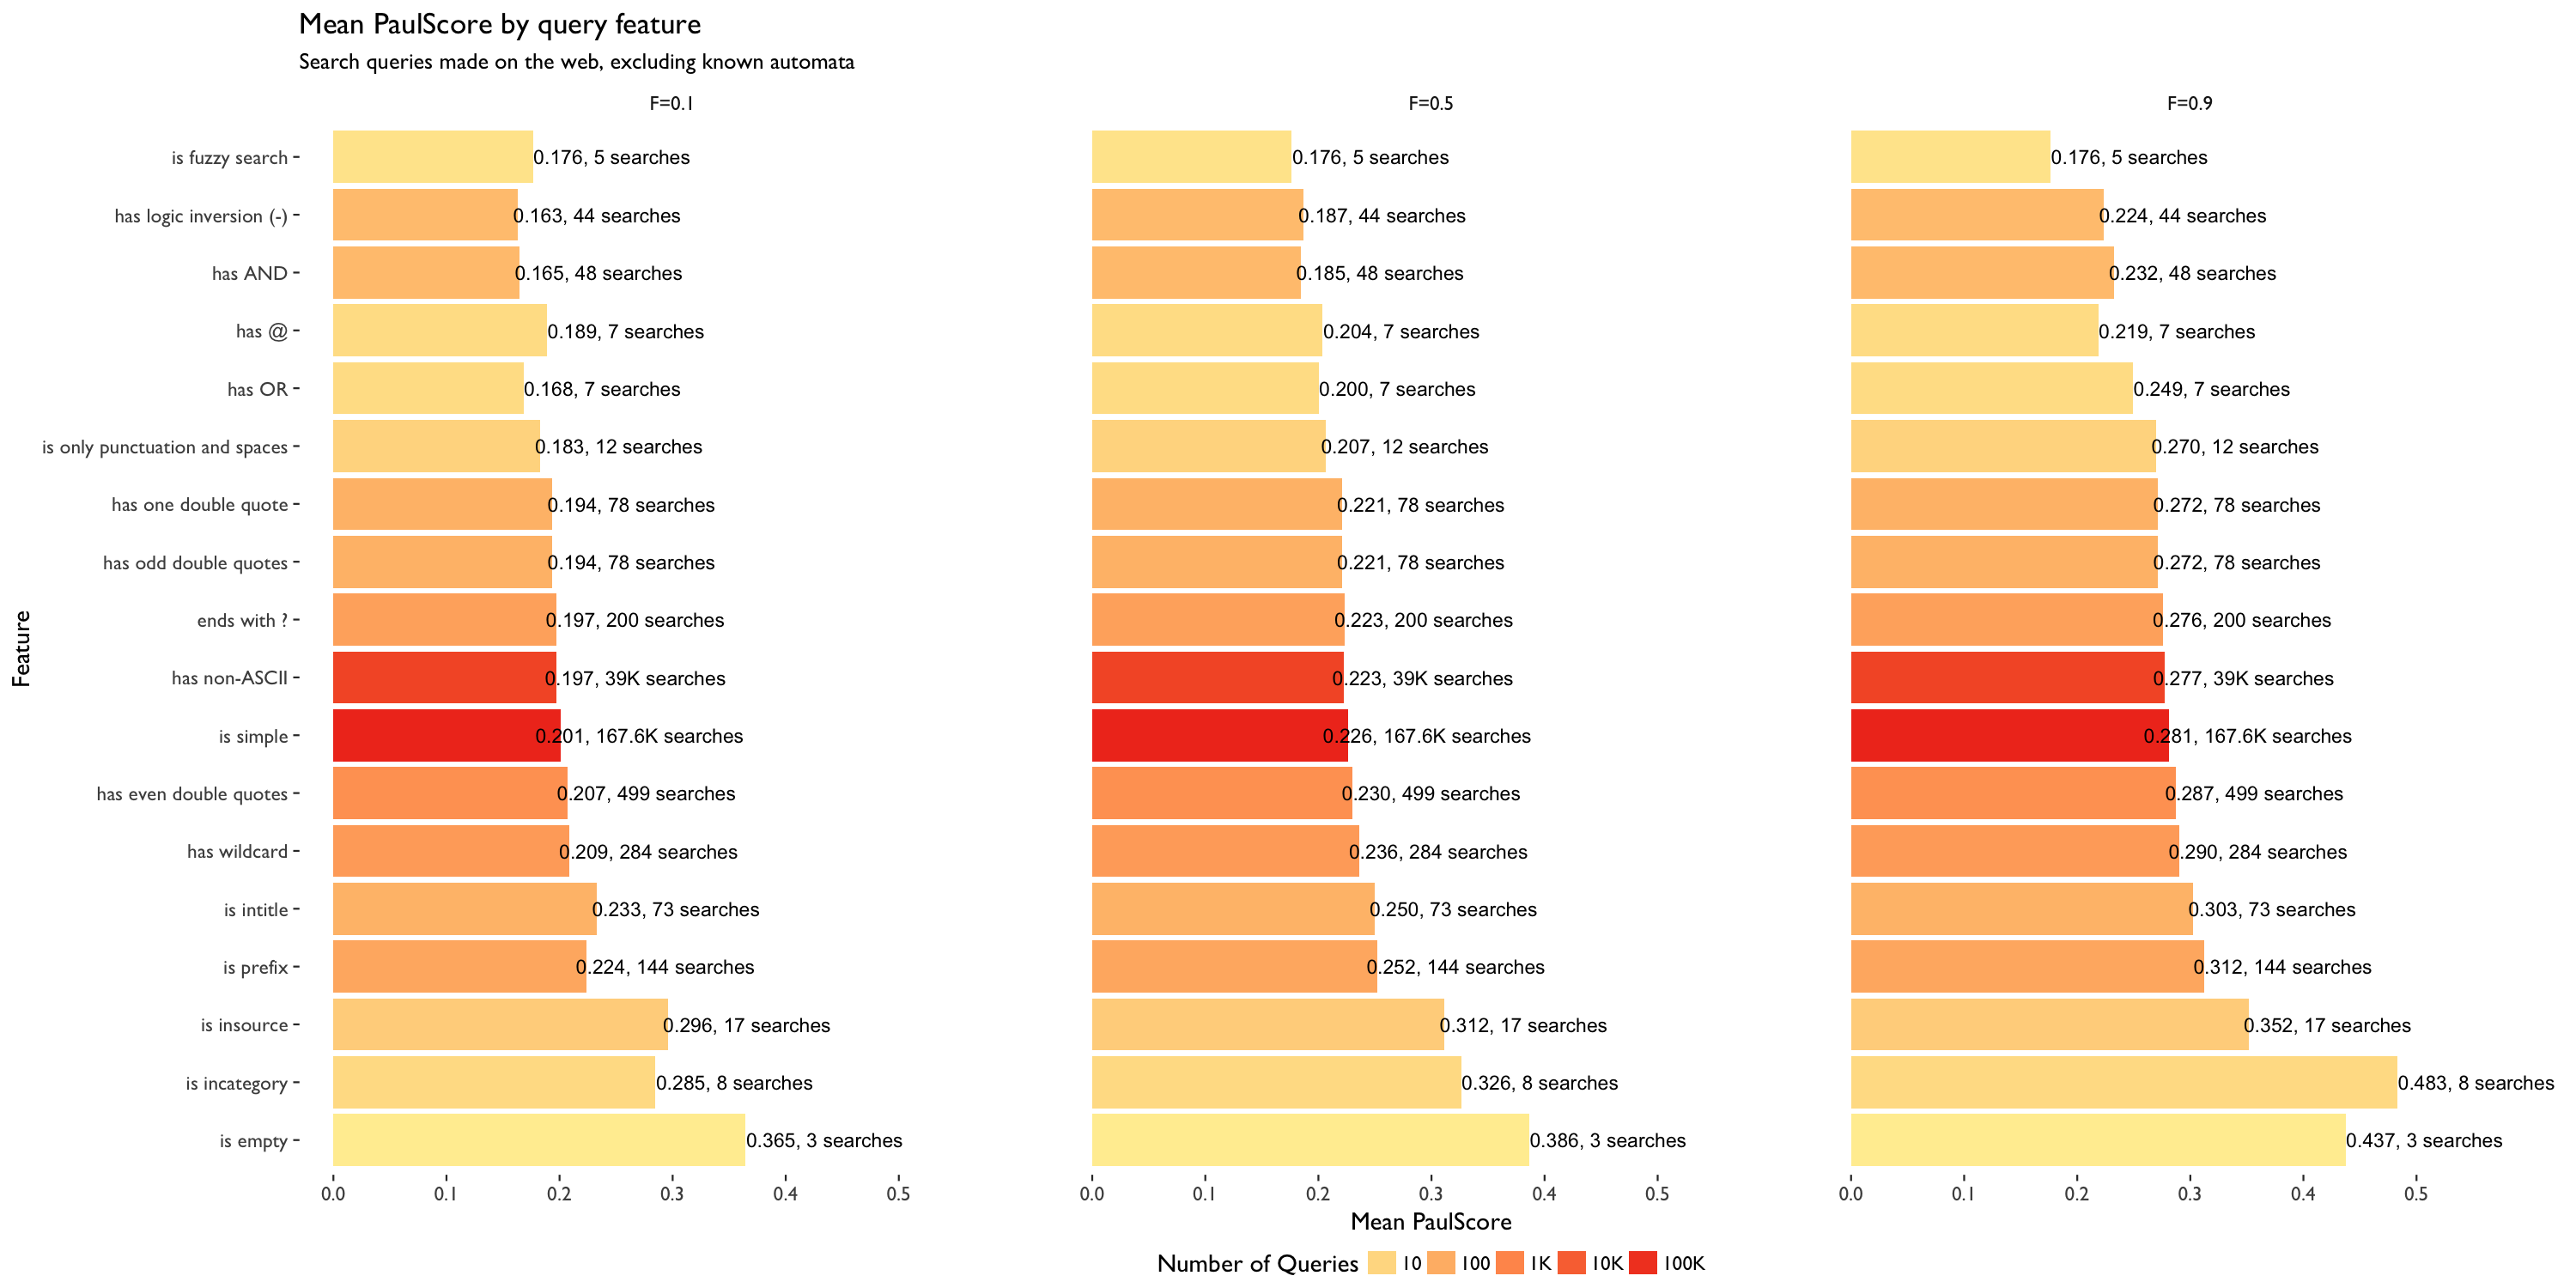 Mean PaulScore by query feature
Search queries made on the web, excluding known automata
F=0.1 F=0.5 F=0.9
is fuzzy search 0.176, 5 searches 0.176, 5 searches 0.176, 5 searches
has logic inversion (-) 0.163, 44 searches 0.187, 44 searches 0.224, 44 searches
has AND 0.165, 48 searches 0.185, 48 searches 0.232, 48 searches
has @ 0.189, 7 searches 0.204, 7 searches 0.219, 7 searches
has OR 0.168, 7 searches 0.200, 7 searches 0.249, 7 searches
is only punctuation and spaces 0.183, 12 searches 0.207, 12 searches 0.270, 12 searches
has one double quote 0.194, 78 searches 0.221, 78 searches 0.272, 78 searches
has odd double quotes 0.194, 78 searches 0.221, 78 searches 0.272, 78 searches
ends with ? 0.197, 200 searches 0.223, 200 searches 0.276, 200 searches
Feature
has non-ASCII 0.197, 39K searches 0.223, 39K searches 0.277, 39K searches
is simple 0.201, 167.6K searches 0.226, 167.6K searches 0.281, 167.6K searches
has even double quotes 0.207, 499 searches 0.230, 499 searches 0.287, 499 searches
has wildcard 0.209, 284 searches 0.236, 284 searches 0.290, 284 searches
is intitle 0.233, 73 searches 0.250, 73 searches 0.303, 73 searches
is prefix 0.224, 144 searches 0.252, 144 searches 0.312, 144 searches
is insource 0.296, 17 searches 0.312, 17 searches 0.352, 17 searches
is incategory 0.285, 8 searches 0.326, 8 searches 0.483, 8 searches
is empty 0.365, 3 searches 0.386, 3 searches 0.437, 3 searches
0.0 0.1 0.2 0.3 0.4 0.5 0.0 0.1 0.2 0.3 0.4 0.5 0.0 0.1 0.2 0.3 0.4 0.5
Mean PaulScore
Number of Queries 10 100 1K 10K 100K